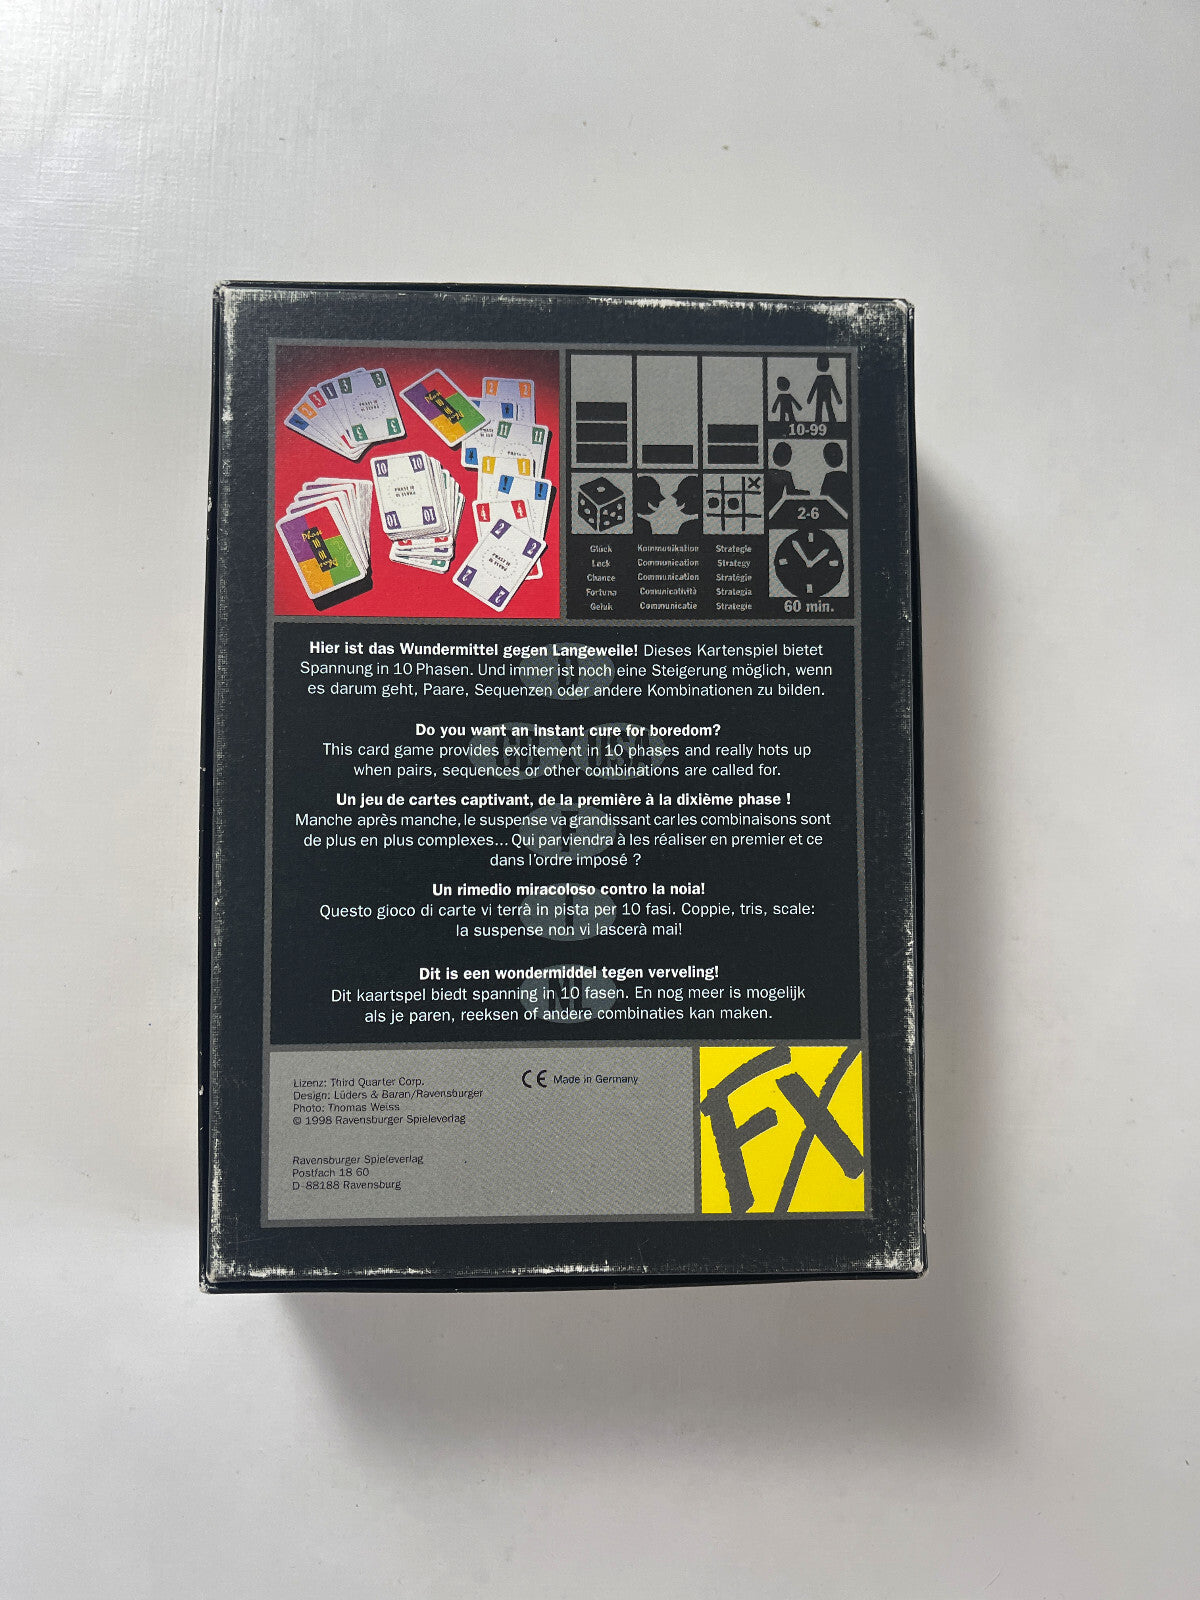 PHASE 10
10
10
10-99
2-6
60 min.
Glück Kommunikation Strategie
Luck Communication Strategy
Chance Communication Stratégie
Fortuna Comunicatività Strategia
Geluk Communicatie Strategie
Hier ist das Wundermittel gegen Langeweile! Dieses Kartenspiel bietet
Spannung in 10 Phasen. Und immer ist noch eine Steigerung möglich, wenn
es darum geht, Paare, Sequenzen oder andere Kombinationen zu bilden.
Do you want an instant cure for boredom?
This card game provides excitement in 10 phases and really hots up
when pairs, sequences or other combinations are called for.
Un jeu de cartes captivant, de la première à la dixième phase !
Manche après manche, le suspense va grandissant car les combinaisons sont
de plus en plus complexes... Qui parviendra à les réaliser en premier et ce
dans l'ordre imposé ?
Un rimedio miracoloso contro la noia!
Questo gioco di carte vi terrà in pista per 10 fasi. Coppie, tris, scale:
la suspense non vi lascerà mai!
Dit is een wondermiddel tegen verveling!
Dit kaartspel biedt spanning in 10 fasen. En nog meer is mogelijk
als je paren, reeksen of andere combinaties kan maken.
Lizenz: Third Quarter Corp.
Design: Lüders & Baran/Ravensburger
Photo: Thomas Weiss
© 1998 Ravensburger Spieleverlag
CE Made in Germany
Ravensburger Spieleverlag
Postfach 18 60
D-88188 Ravensburg
FX